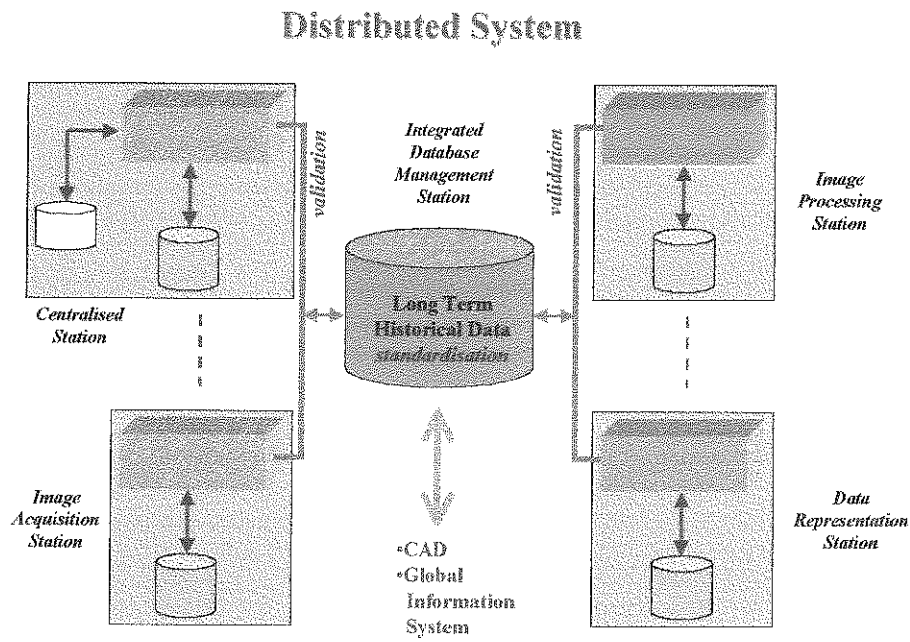 Distributed System
validation
Integrated
Database
Management
Station
validation
Image
Processing
Station
Centralised
Station
Long Term
Historical Data
standardisation
Image
Acquisition
Station
Data
Representation
Station
•CAD
•Global
Information
System